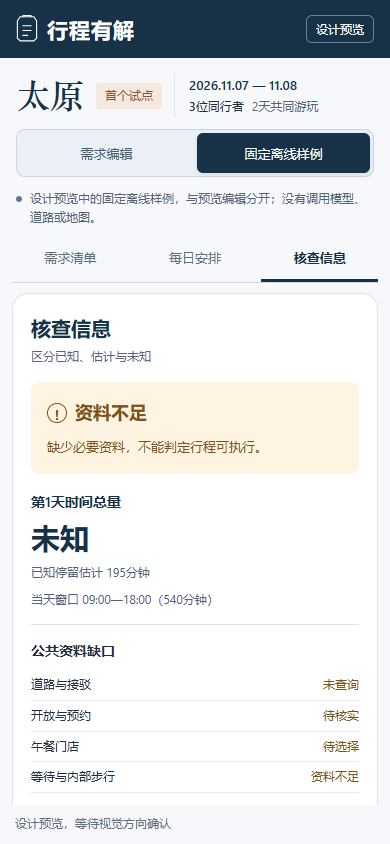 行程有解
设计预览
太原
首个试点
2026.11.07 — 11.08
3位同行者 2天共同游玩
需求编辑
固定离线样例
设计预览中的固定离线样例，与预览编辑分开；没有调用模型、
道路或地图。
需求清单
每日安排
核查信息
核查信息
区分已知、估计与未知
资料不足
缺少必要资料，不能判定行程可执行。
第1天时间总量
未知
已知停留估计 195分钟
当天窗口 09:00—18:00（540分钟）
公共资料缺口
道路与接驳 未查询
开放与预约 待核实
午餐门店 待选择
等待与内部步行 资料不足
设计预览，等待视觉方向确认